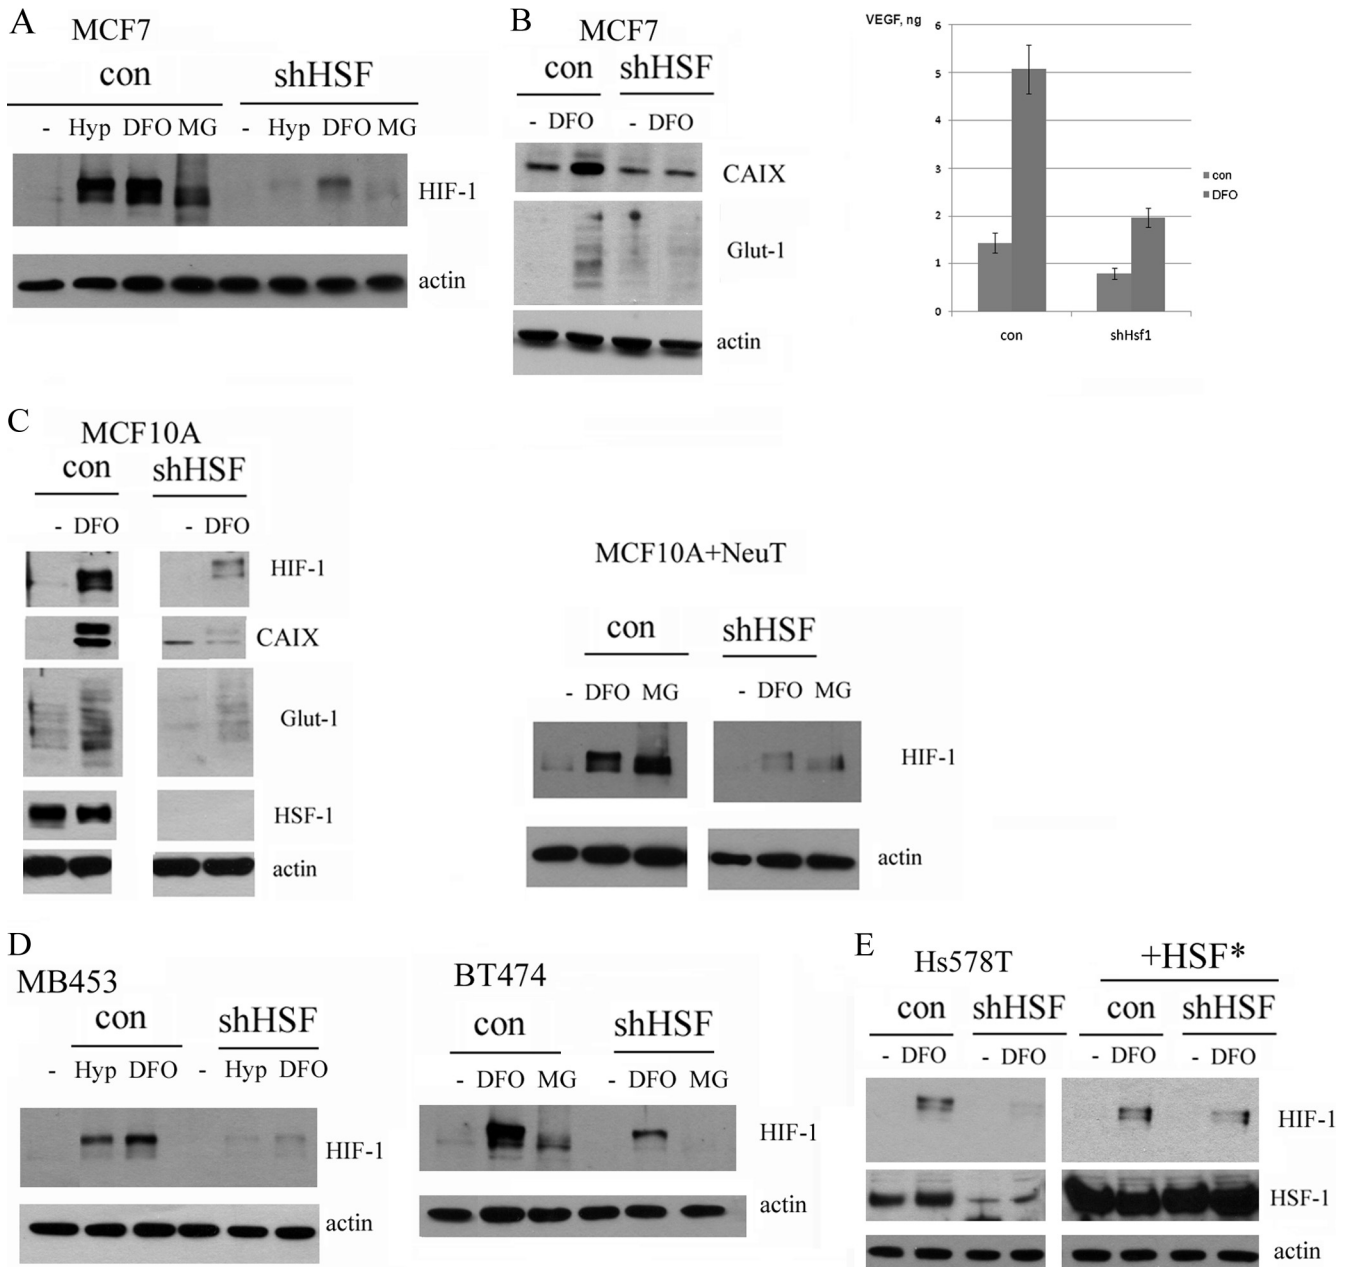 A
MCF7
con shHSF
- Hyp DFO MG - Hyp DFO MG
HIF-1
actin
B
MCF7
con shHSF
- DFO - DFO
CAIX
Glut-1
actin
VEGF, ng
6
5
4
3
2
1
0
con shHsf1
con
DFO
C
MCF10A
con shHSF
- DFO - DFO
HIF-1
CAIX
Glut-1
HSF-1
actin
MCF10A+NeuT
con shHSF
- DFO MG - DFO MG
HIF-1
actin
D
MB453
con shHSF
- Hyp DFO - Hyp DFO
HIF-1
actin
BT474
con shHSF
- DFO MG - DFO MG
HIF-1
actin
E
Hs578T +HSF*
con shHSF con shHSF
- DFO - DFO - DFO - DFO
HIF-1
HSF-1
actin